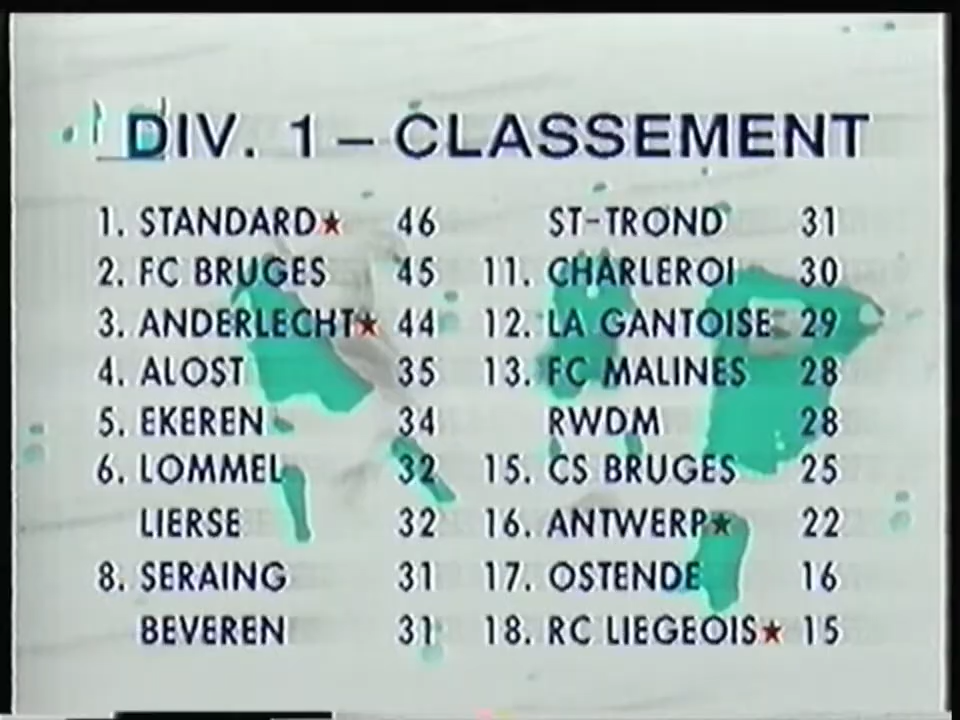 DIV. 1 – CLASSEMENT
1. STANDARD★ 46
2. FC BRUGES 45
3. ANDERLECHT★ 44
4. ALOST 35
5. EKEREN 34
6. LOMMEL 32
LIERSE 32
8. SERAING 31
BEVEREN 31
ST-TROND 31
11. CHARLEROI 30
12. LA GANTOISE 29
13. FC MALINES 28
RWDM 28
15. CS BRUGES 25
16. ANTWERP★ 22
17. OSTENDE 16
18. RC LIEGEOIS★ 15